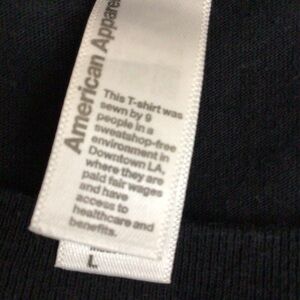 American Appare
This T-shirt was
sewn by 9
people in a
sweatshop-free
environment in
Downtown LA,
where they are
paid fair wages
and have
access to
healthcare and
benefits.
L